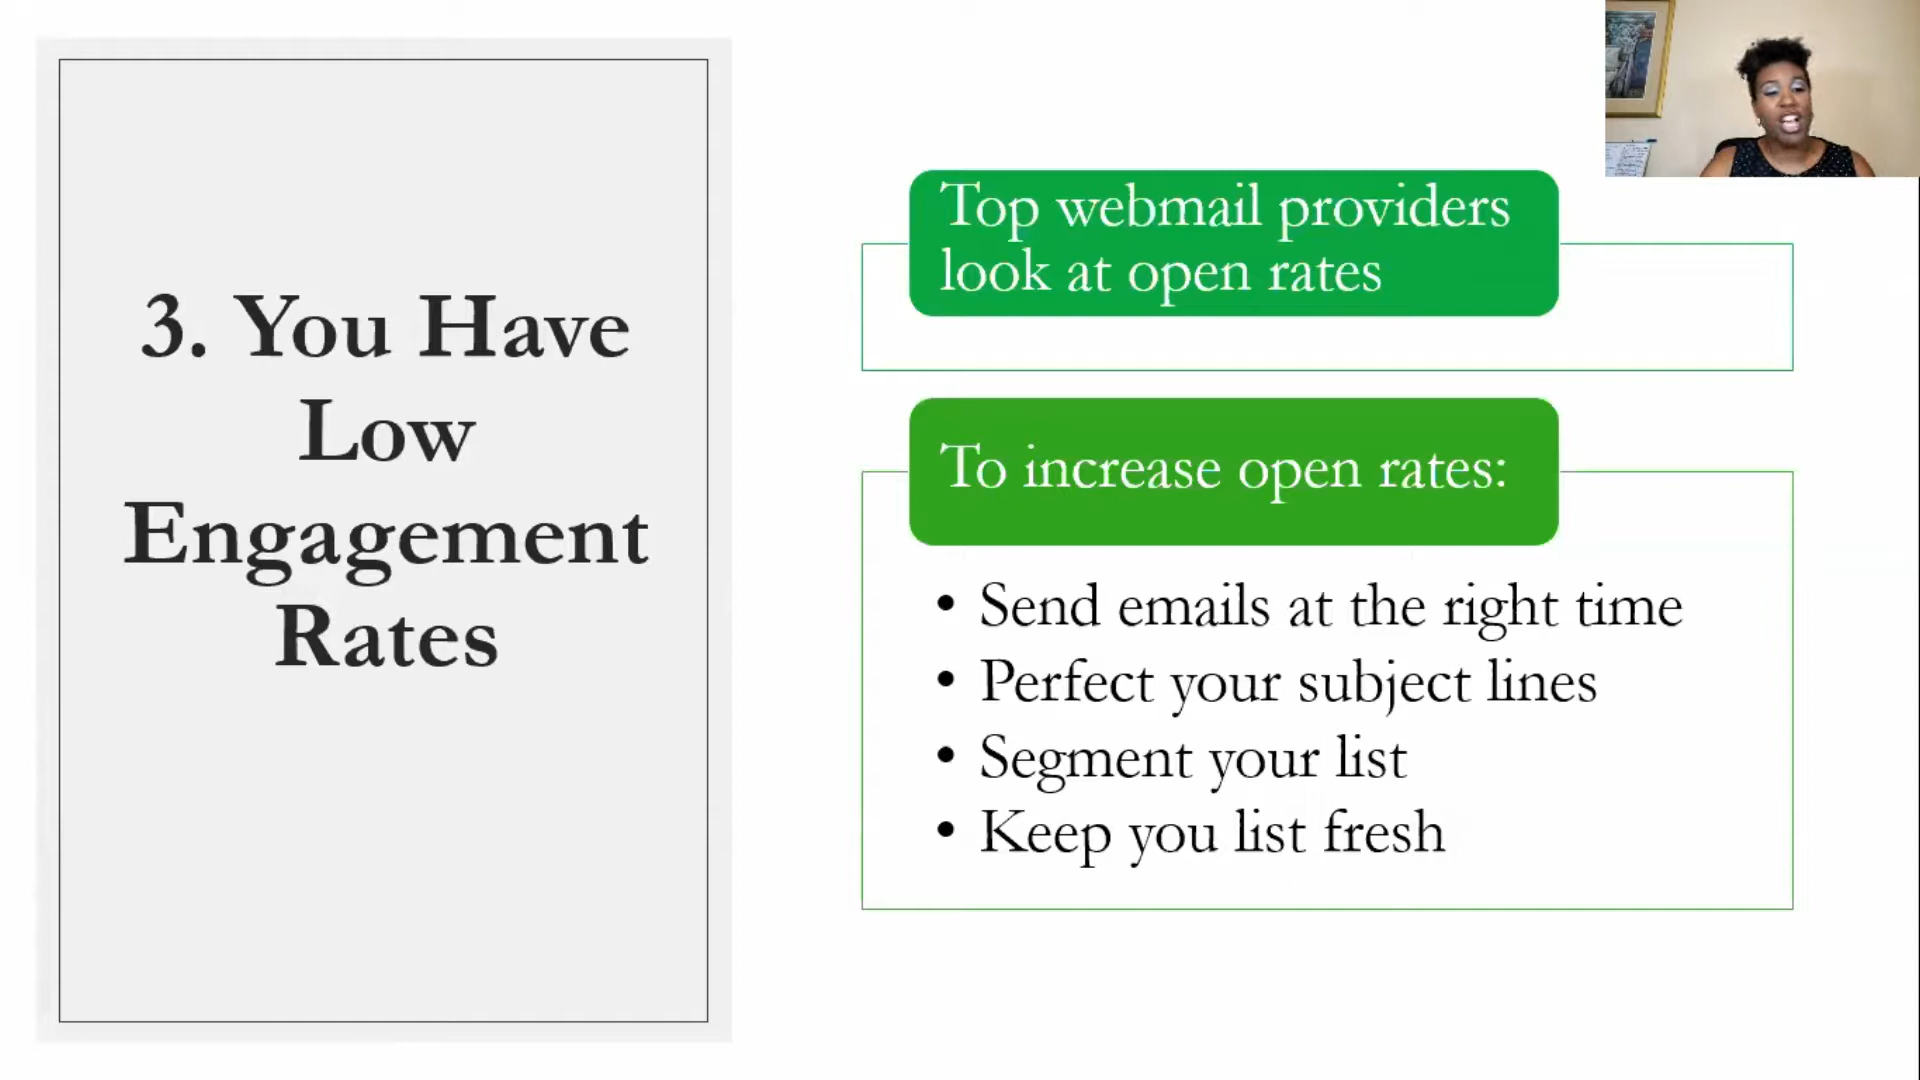 3. You Have
Low
Engagement
Rates
Top webmail providers
look at open rates
To increase open rates:
• Send emails at the right time
• Perfect your subject lines
• Segment your list
• Keep you list fresh